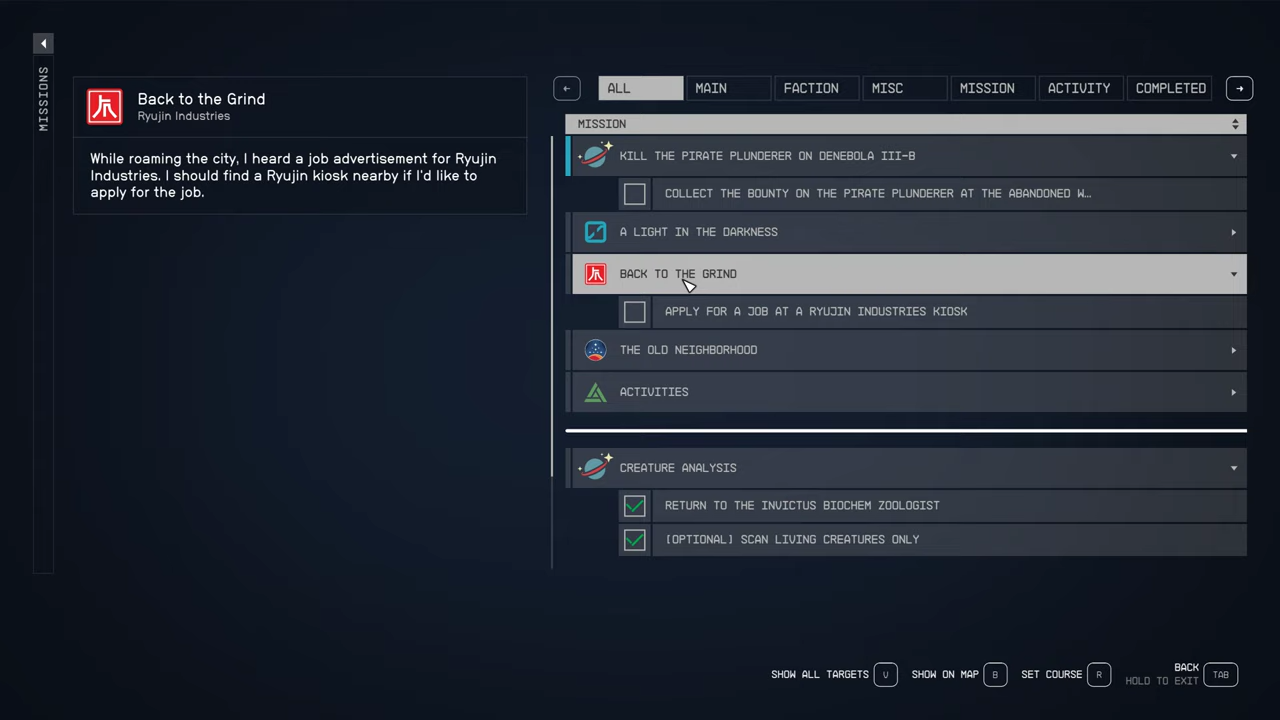 MISSIONS
Back to the Grind
Ryujin Industries
While roaming the city, I heard a job advertisement for Ryujin
Industries. I should find a Ryujin kiosk nearby if I'd like to
apply for the job.
ALL MAIN FACTION MISC MISSION ACTIVITY COMPLETED
MISSION
KILL THE PIRATE PLUNDERER ON DENEBOLA III-B
COLLECT THE BOUNTY ON THE PIRATE PLUNDERER AT THE ABANDONED W…
A LIGHT IN THE DARKNESS
BACK TO THE GRIND
APPLY FOR A JOB AT A RYUJIN INDUSTRIES KIOSK
THE OLD NEIGHBORHOOD
ACTIVITIES
CREATURE ANALYSIS
RETURN TO THE INVICTUS BIOCHEM ZOOLOGIST
[OPTIONAL] SCAN LIVING CREATURES ONLY
SHOW ALL TARGETS V SHOW ON MAP B SET COURSE R BACK TAB
HOLD TO EXIT